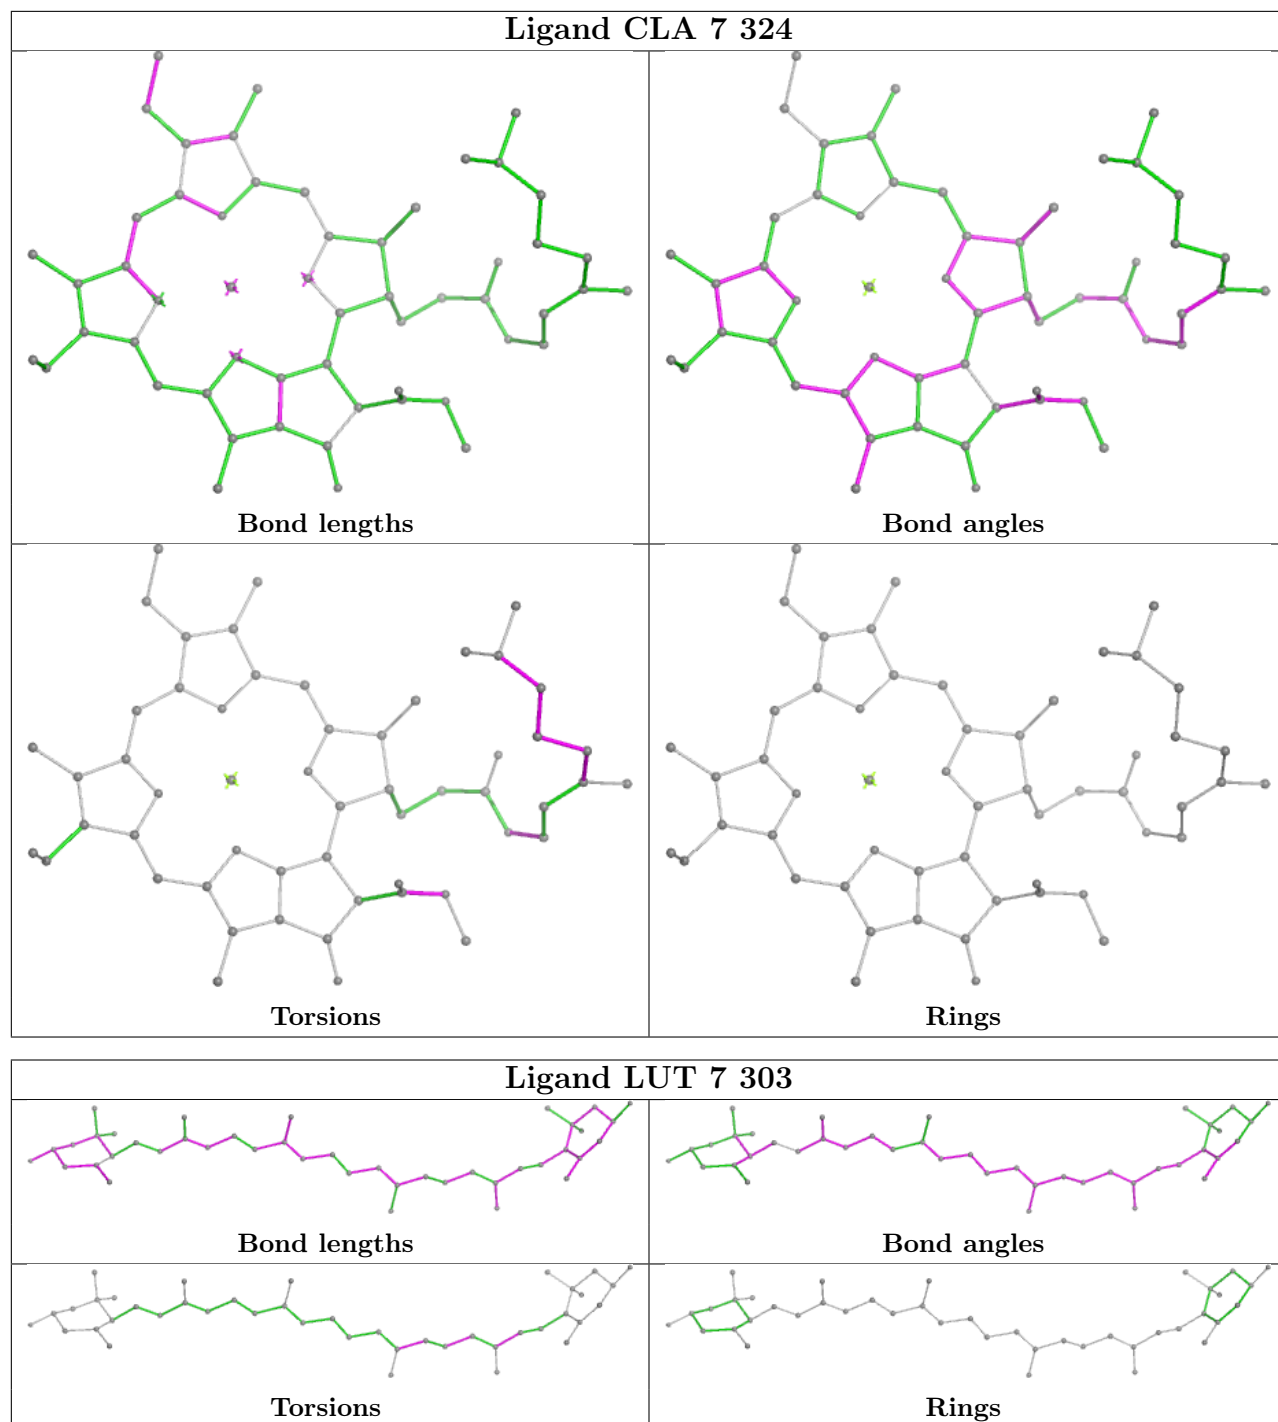 Ligand CLA 7 324
Bond lengths
Bond angles
Torsions
Rings
Ligand LUT 7 303
Bond lengths
Bond angles
Torsions
Rings